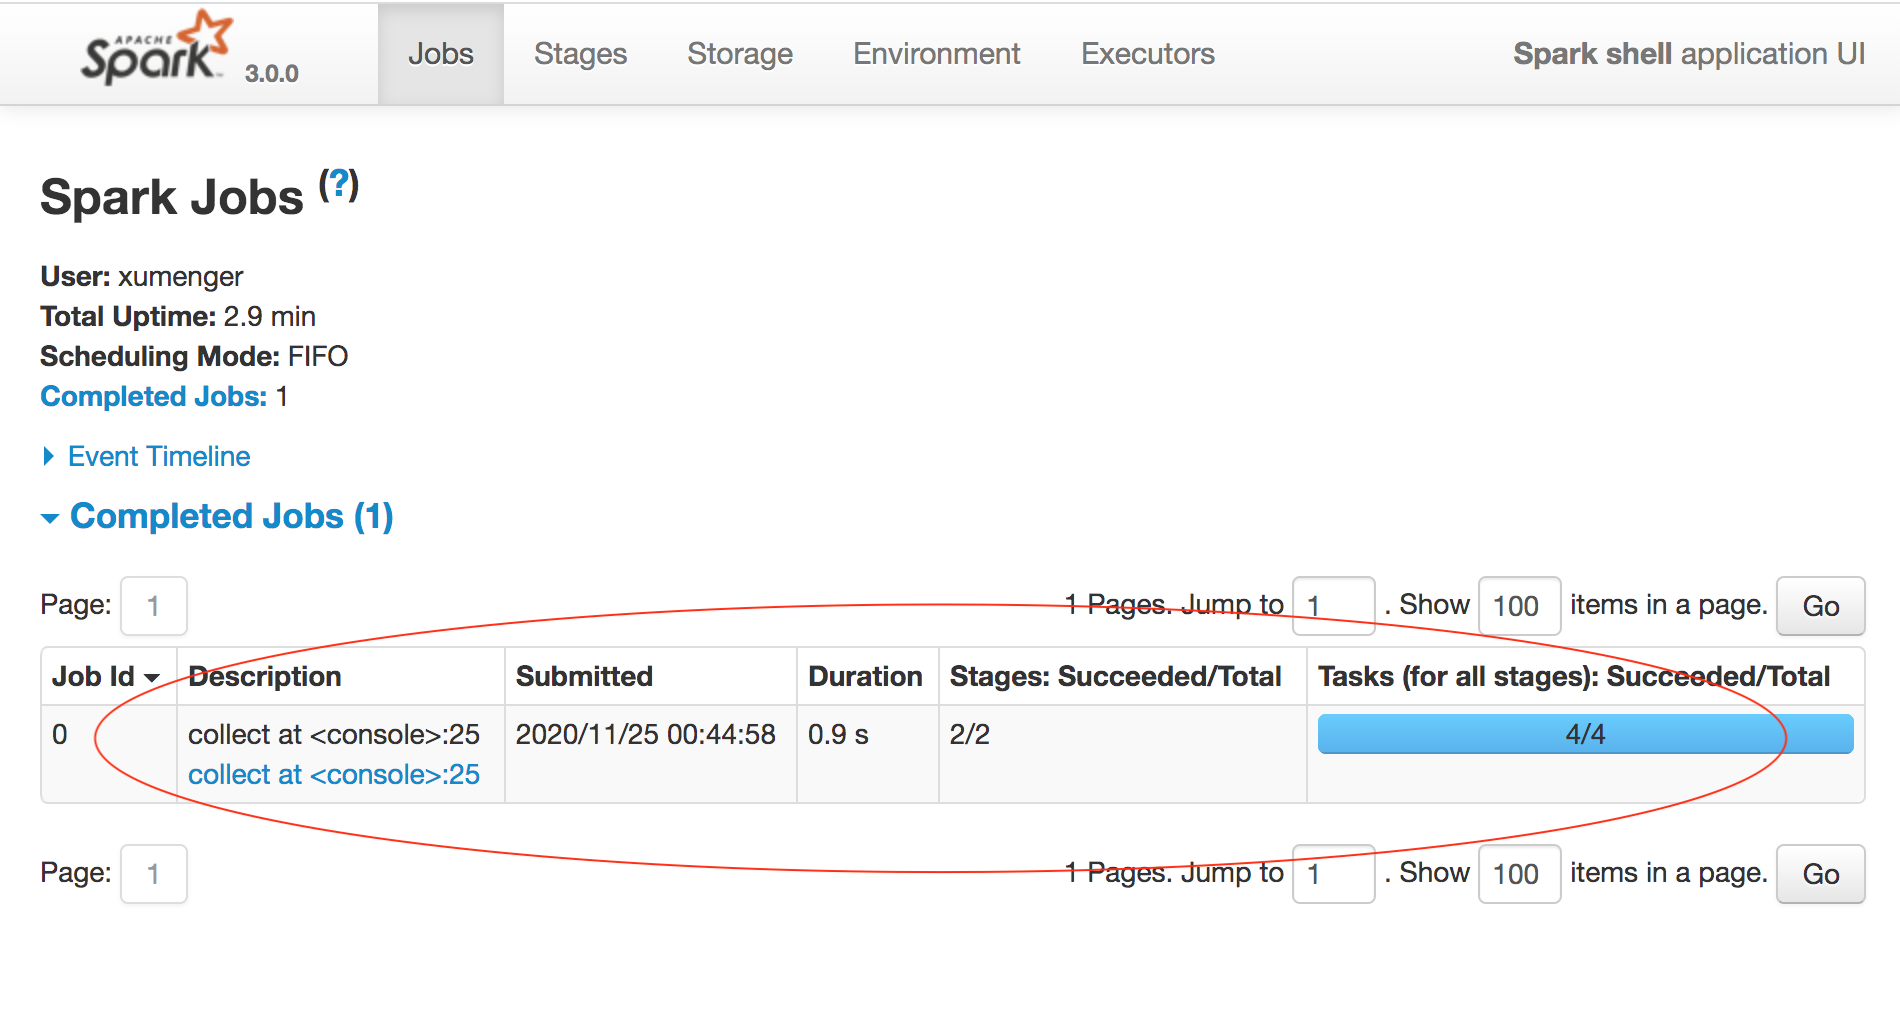 APACHE
Spark 3.0.0 Jobs Stages Storage Environment Executors Spark shell application UI
Spark Jobs (?)
User: xumenger
Total Uptime: 2.9 min
Scheduling Mode: FIFO
Completed Jobs: 1
Event Timeline
Completed Jobs (1)
Page: 1 1 Pages. Jump to 1 . Show 100 items in a page. Go
Job Id Description Submitted Duration Stages: Succeeded/Total Tasks (for all stages): Succeeded/Total
0 collect at <console>:25 2020/11/25 00:44:58 0.9 s 2/2 4/4
collect at <console>:25
Page: 1 1 Pages. Jump to 1 . Show 100 items in a page. Go